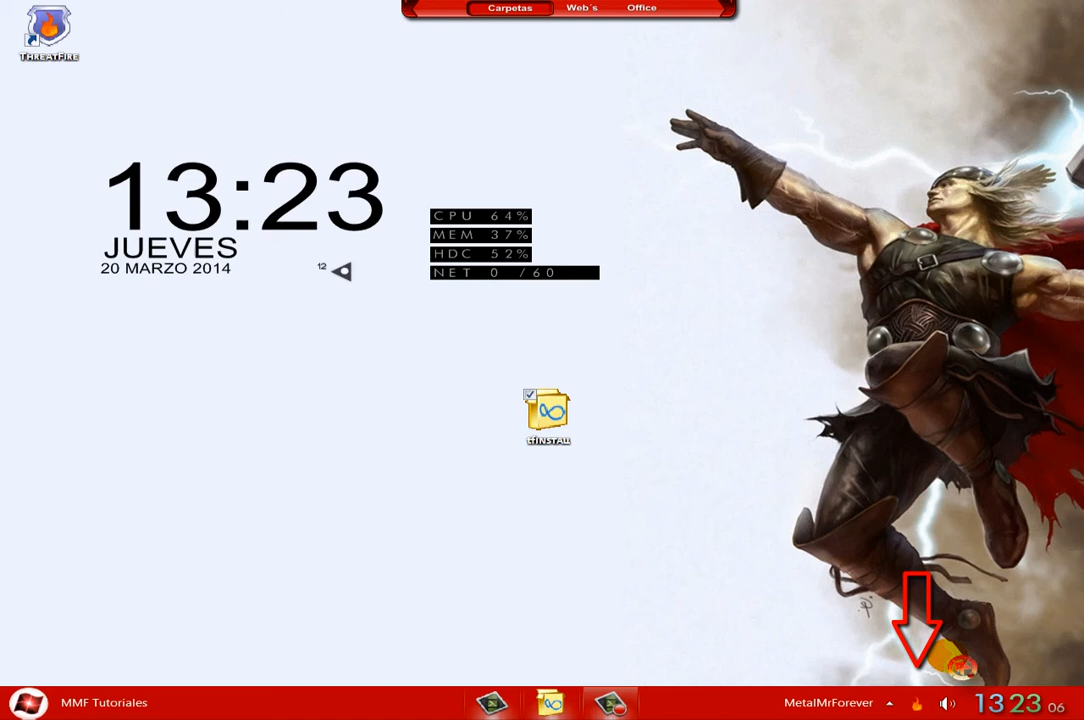 Carpetas Web´s Office
THREATFIRE
13:23
JUEVES
20 MARZO 2014
12
CPU 64%
MEM 37%
HDC 52%
NET 0 /60
tfINSTALL
MMF Tutoriales
MetalMrForever
13 23 06